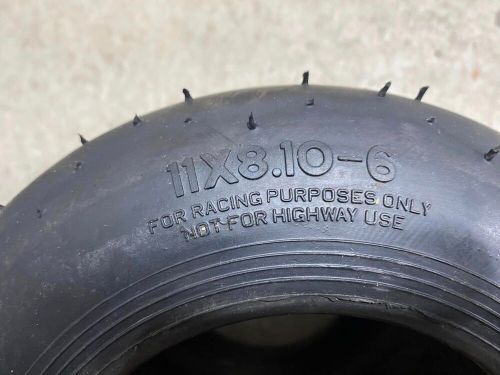 11X8.10-6
FOR RACING PURPOSES ONLY
NOT FOR HIGHWAY USE